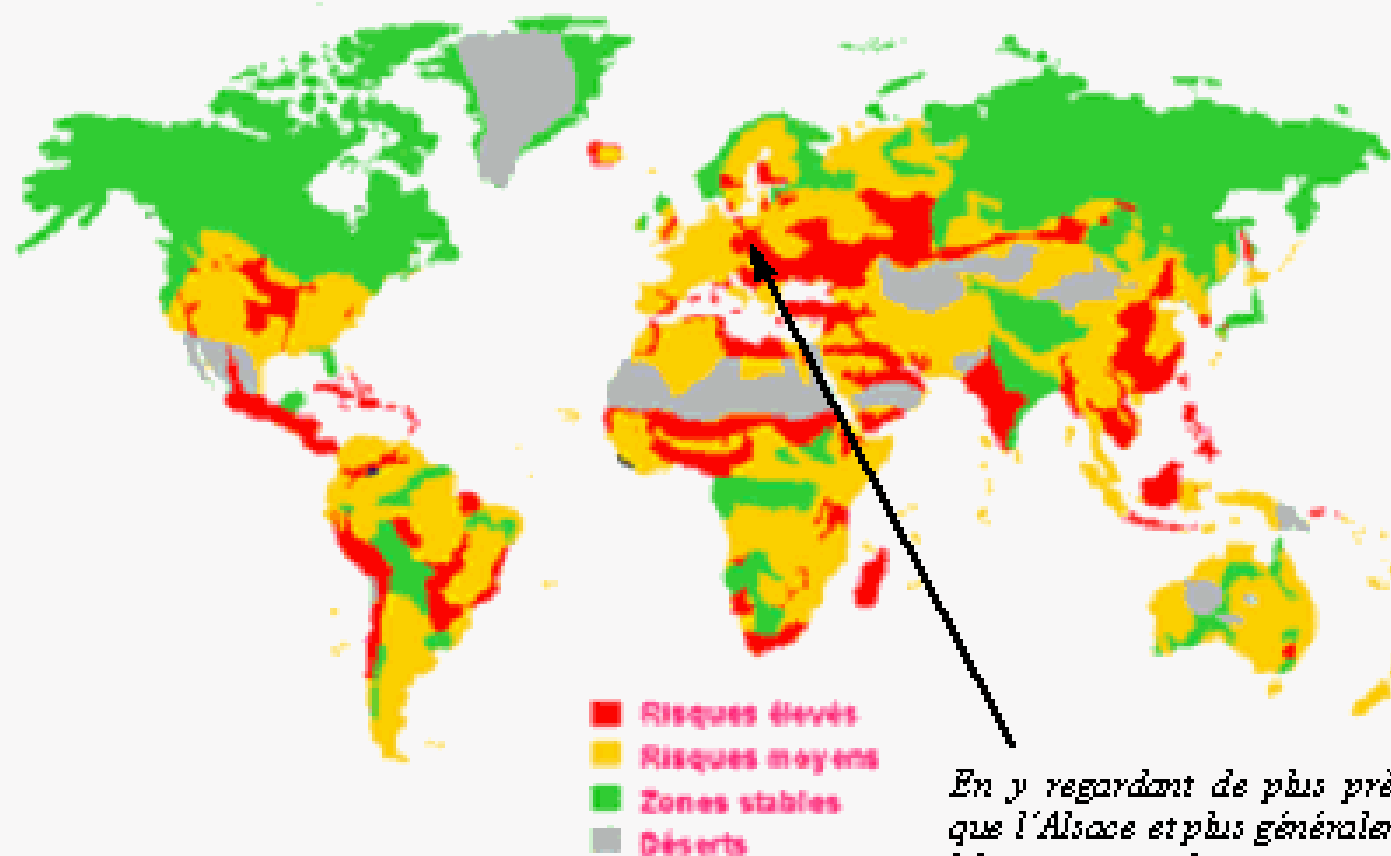 Risques élevés
Risques moyens
Zones stables
Déserts
En y regardant de plus prè
que l'Alsace et plus générale